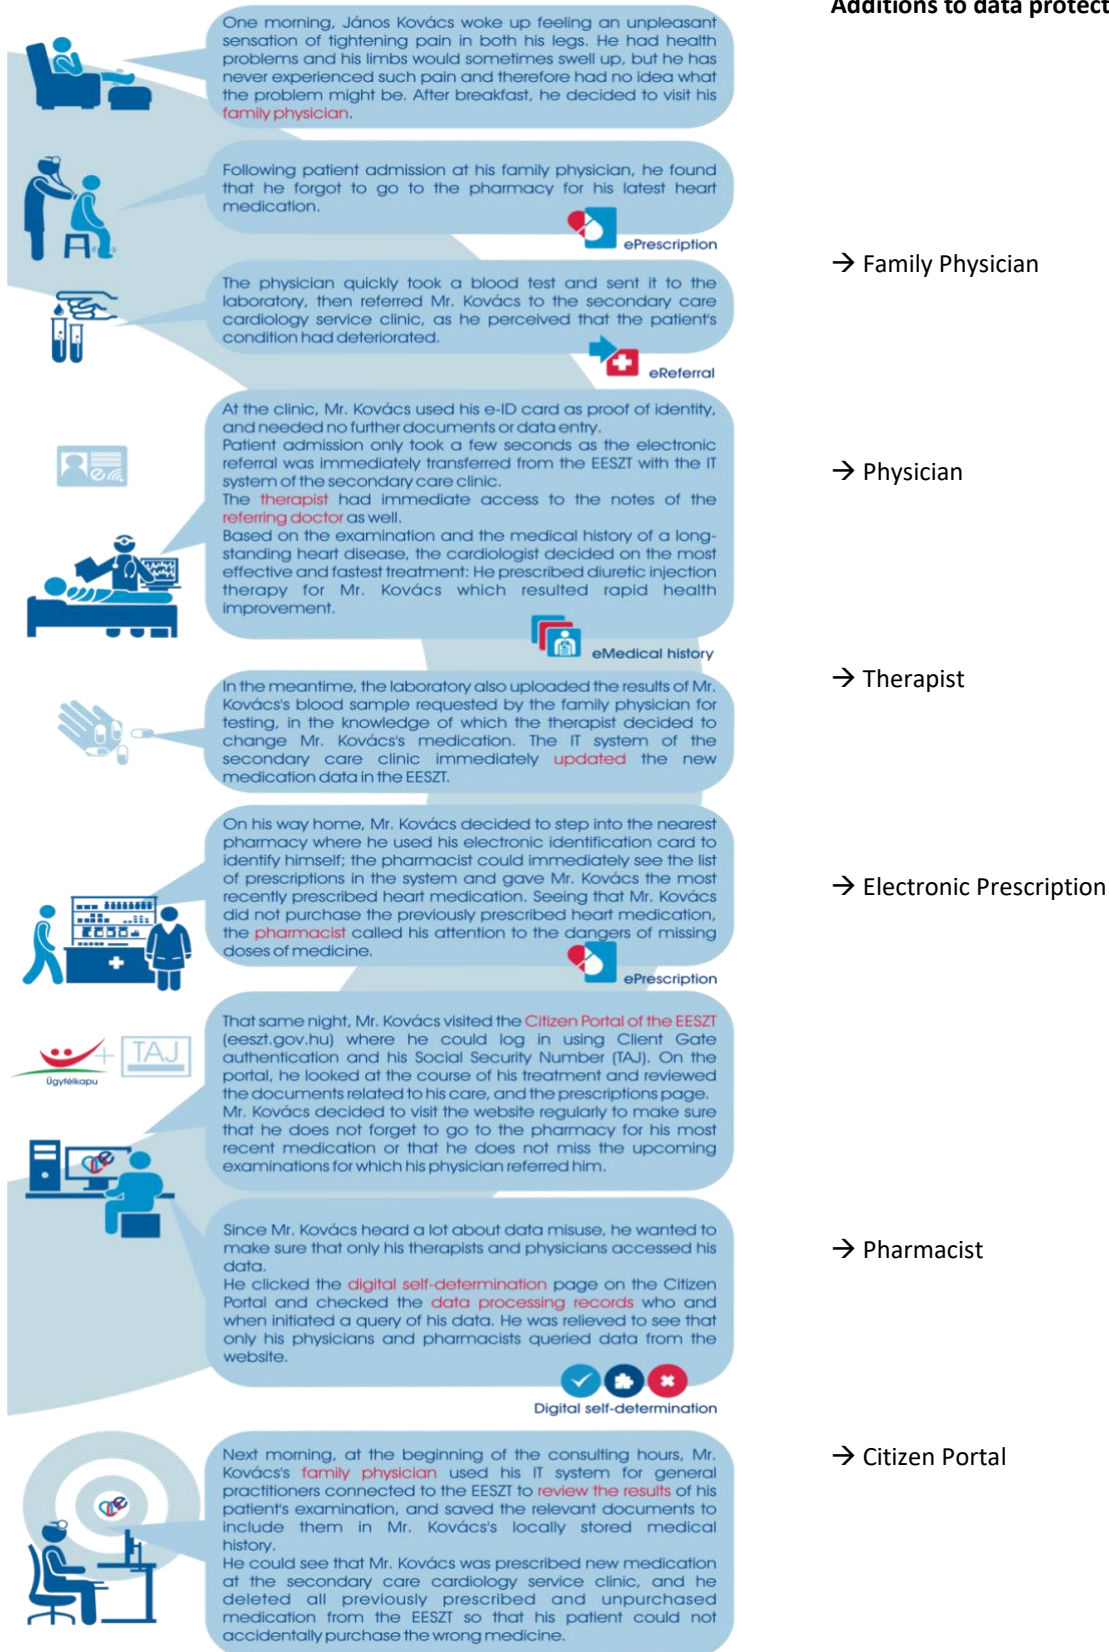 Additions to data protect
One morning, János Kovács woke up feeling an unpleasant
sensation of tightening pain in both his legs. He had health
problems and his limbs would sometimes swell up, but he has
never experienced such pain and therefore had no idea what
the problem might be. After breakfast, he decided to visit his
family physician.
Following patient admission at his family physician, he found
that he forgot to go to the pharmacy for his latest heart
medication.
ePrescription
→ Family Physician
The physician quickly took a blood test and sent it to the
laboratory, then referred Mr. Kovács to the secondary care
cardiology service clinic, as he perceived that the patient's
condition had deteriorated.
eReferral
At the clinic, Mr. Kovács used his e-ID card as proof of identity,
and needed no further documents or data entry.
Patient admission only took a few seconds as the electronic
referral was immediately transferred from the EESZT with the IT
system of the secondary care clinic.
The therapist had immediate access to the notes of the
referring doctor as well.
Based on the examination and the medical history of a long-
standing heart disease, the cardiologist decided on the most
effective and fastest treatment: He prescribed diuretic injection
therapy for Mr. Kovács which resulted rapid health
improvement.
→ Physician
eMedical history
In the meantime, the laboratory also uploaded the results of Mr.
Kovács's blood sample requested by the family physician for
testing, in the knowledge of which the therapist decided to
change Mr. Kovács's medication. The IT system of the
secondary care clinic immediately updated the new
medication data in the EESZT.
→ Therapist
On his way home, Mr. Kovács decided to step into the nearest
pharmacy where he used his electronic identification card to
identify himself; the pharmacist could immediately see the list
of prescriptions in the system and gave Mr. Kovács the most
recently prescribed heart medication. Seeing that Mr. Kovács
did not purchase the previously prescribed heart medication,
the pharmacist called his attention to the dangers of missing
doses of medicine.
→ Electronic Prescription
ePrescription
That same night, Mr. Kovács visited the Citizen Portal of the EESZT
(eeszt.gov.hu) where he could log in using Client Gate
authentication and his Social Security Number (TAJ). On the
portal, he looked at the course of his treatment and reviewed
the documents related to his care, and the prescriptions page.
Mr. Kovács decided to visit the website regularly to make sure
that he does not forget to go to the pharmacy for his most
recent medication or that he does not miss the upcoming
examinations for which his physician referred him.
+ TAJ
Ügyfélkapu
Since Mr. Kovács heard a lot about data misuse, he wanted to
make sure that only his therapists and physicians accessed his
data.
He clicked the digital self-determination page on the Citizen
Portal and checked the data processing records who and
when initiated a query of his data. He was relieved to see that
only his physicians and pharmacists queried data from the
website.
→ Pharmacist
Digital self-determination
Next morning, at the beginning of the consulting hours, Mr.
Kovács's family physician used his IT system for general
practitioners connected to the EESZT to review the results of his
patient's examination, and saved the relevant documents to
include them in Mr. Kovács's locally stored medical
history.
He could see that Mr. Kovács was prescribed new medication
at the secondary care cardiology service clinic, and he
deleted all previously prescribed and unpurchased
medication from the EESZT so that his patient could not
accidentally purchase the wrong medicine.
→ Citizen Portal